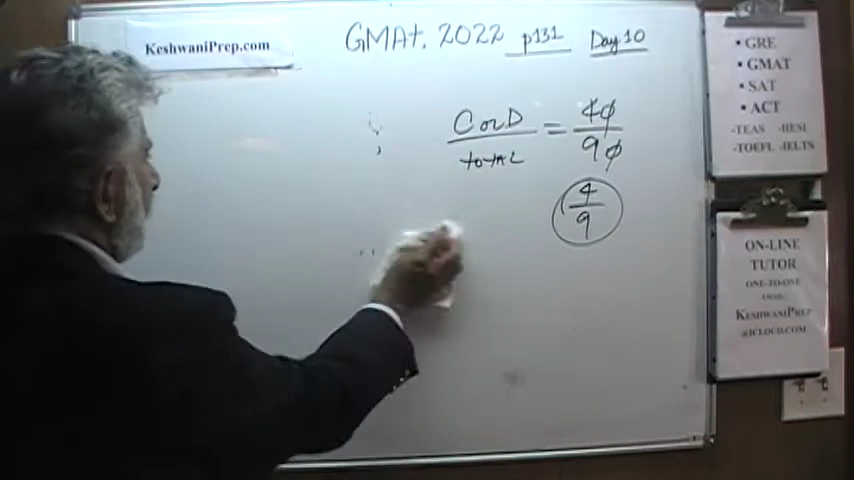 KeshwaniPrep.com
GMAt. 2022 p131 Day 10
C or D = 40
total 90
4
9
• GRE
• GMAT
• SAT
• ACT
-TEAS -HESI
-TOEFL -IELTS
ON-LINE
TUTOR
ONE-TO-ONE
EMAIL
KESHWANIPREP
@ICLOUD.COM